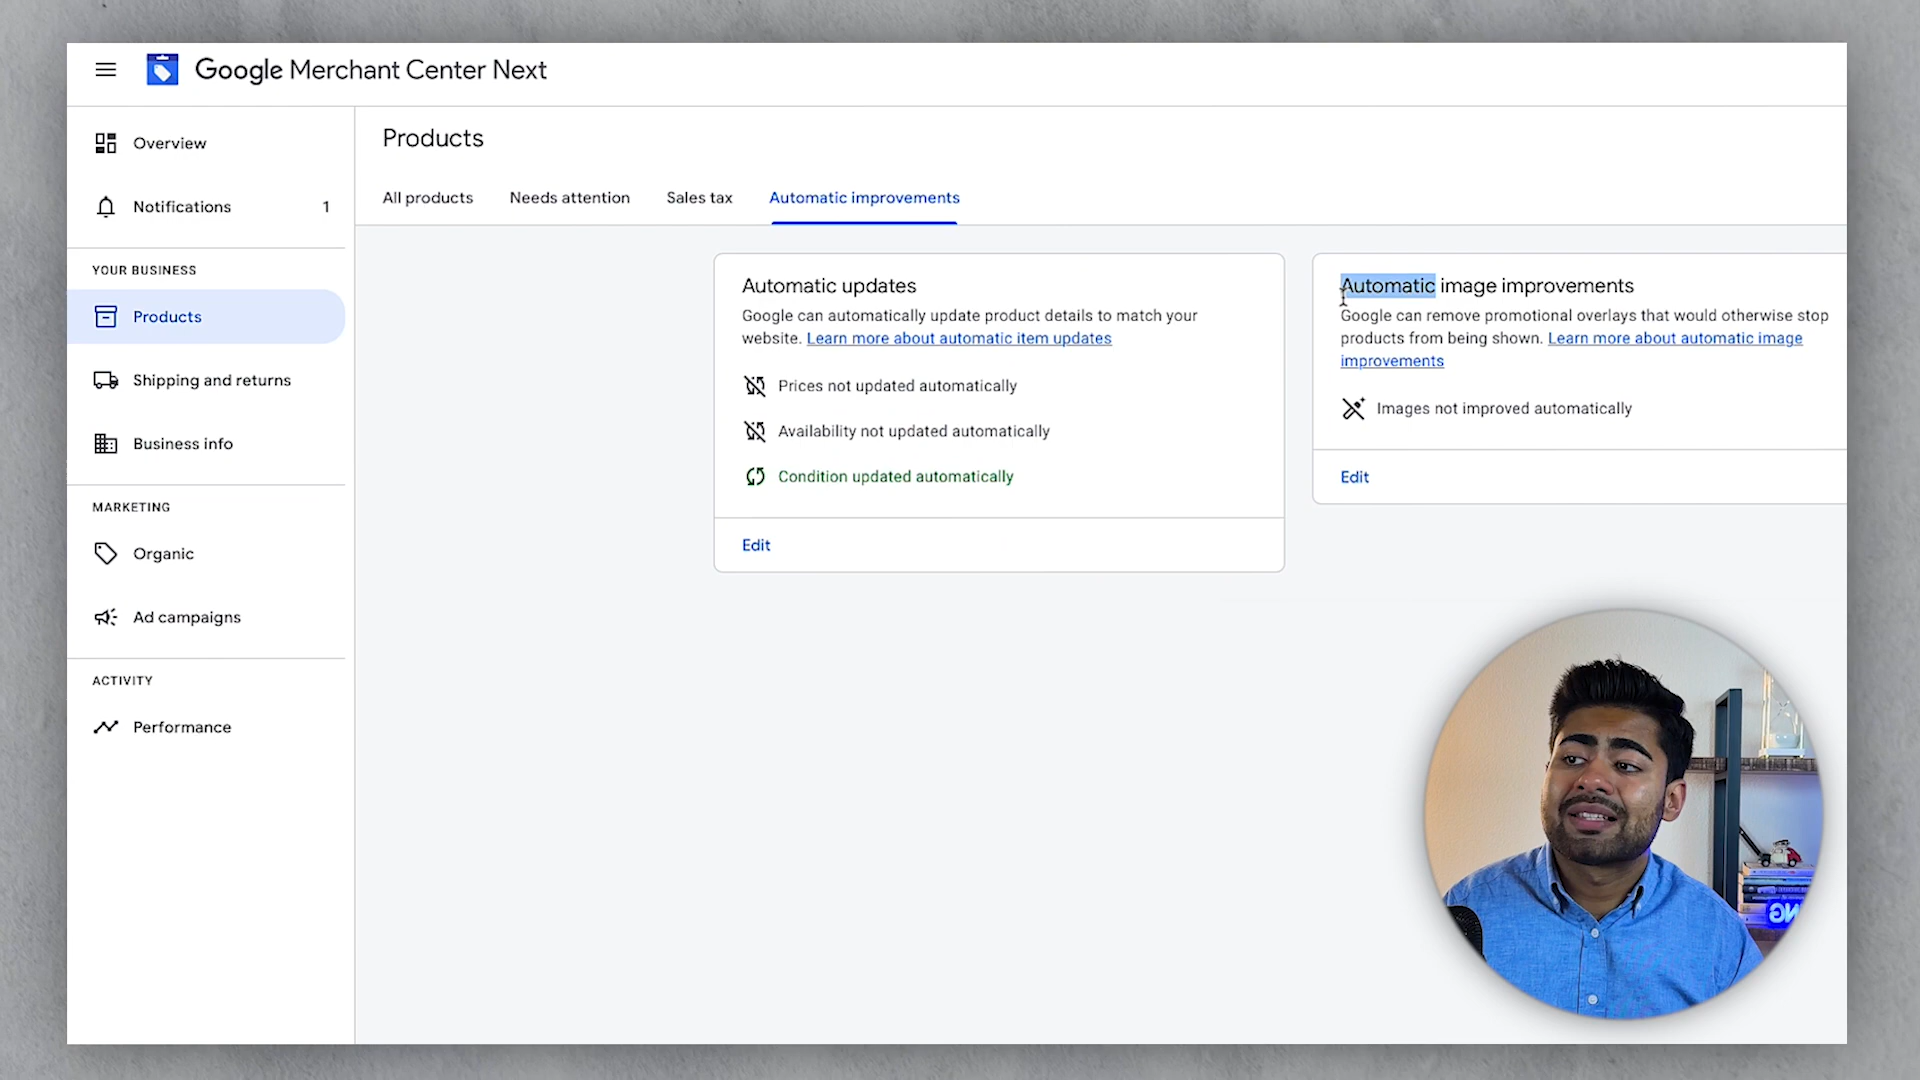 Google Merchant Center Next
Overview
Notifications 1
YOUR BUSINESS
Products
Shipping and returns
Business info
MARKETING
Organic
Ad campaigns
ACTIVITY
Performance
Products
All products Needs attention Sales tax Automatic improvements
Automatic updates
Google can automatically update product details to match your
website. Learn more about automatic item updates
Prices not updated automatically
Availability not updated automatically
Condition updated automatically
Edit
Automatic image improvements
Google can remove promotional overlays that would otherwise stop
products from being shown. Learn more about automatic image
improvements
Images not improved automatically
Edit